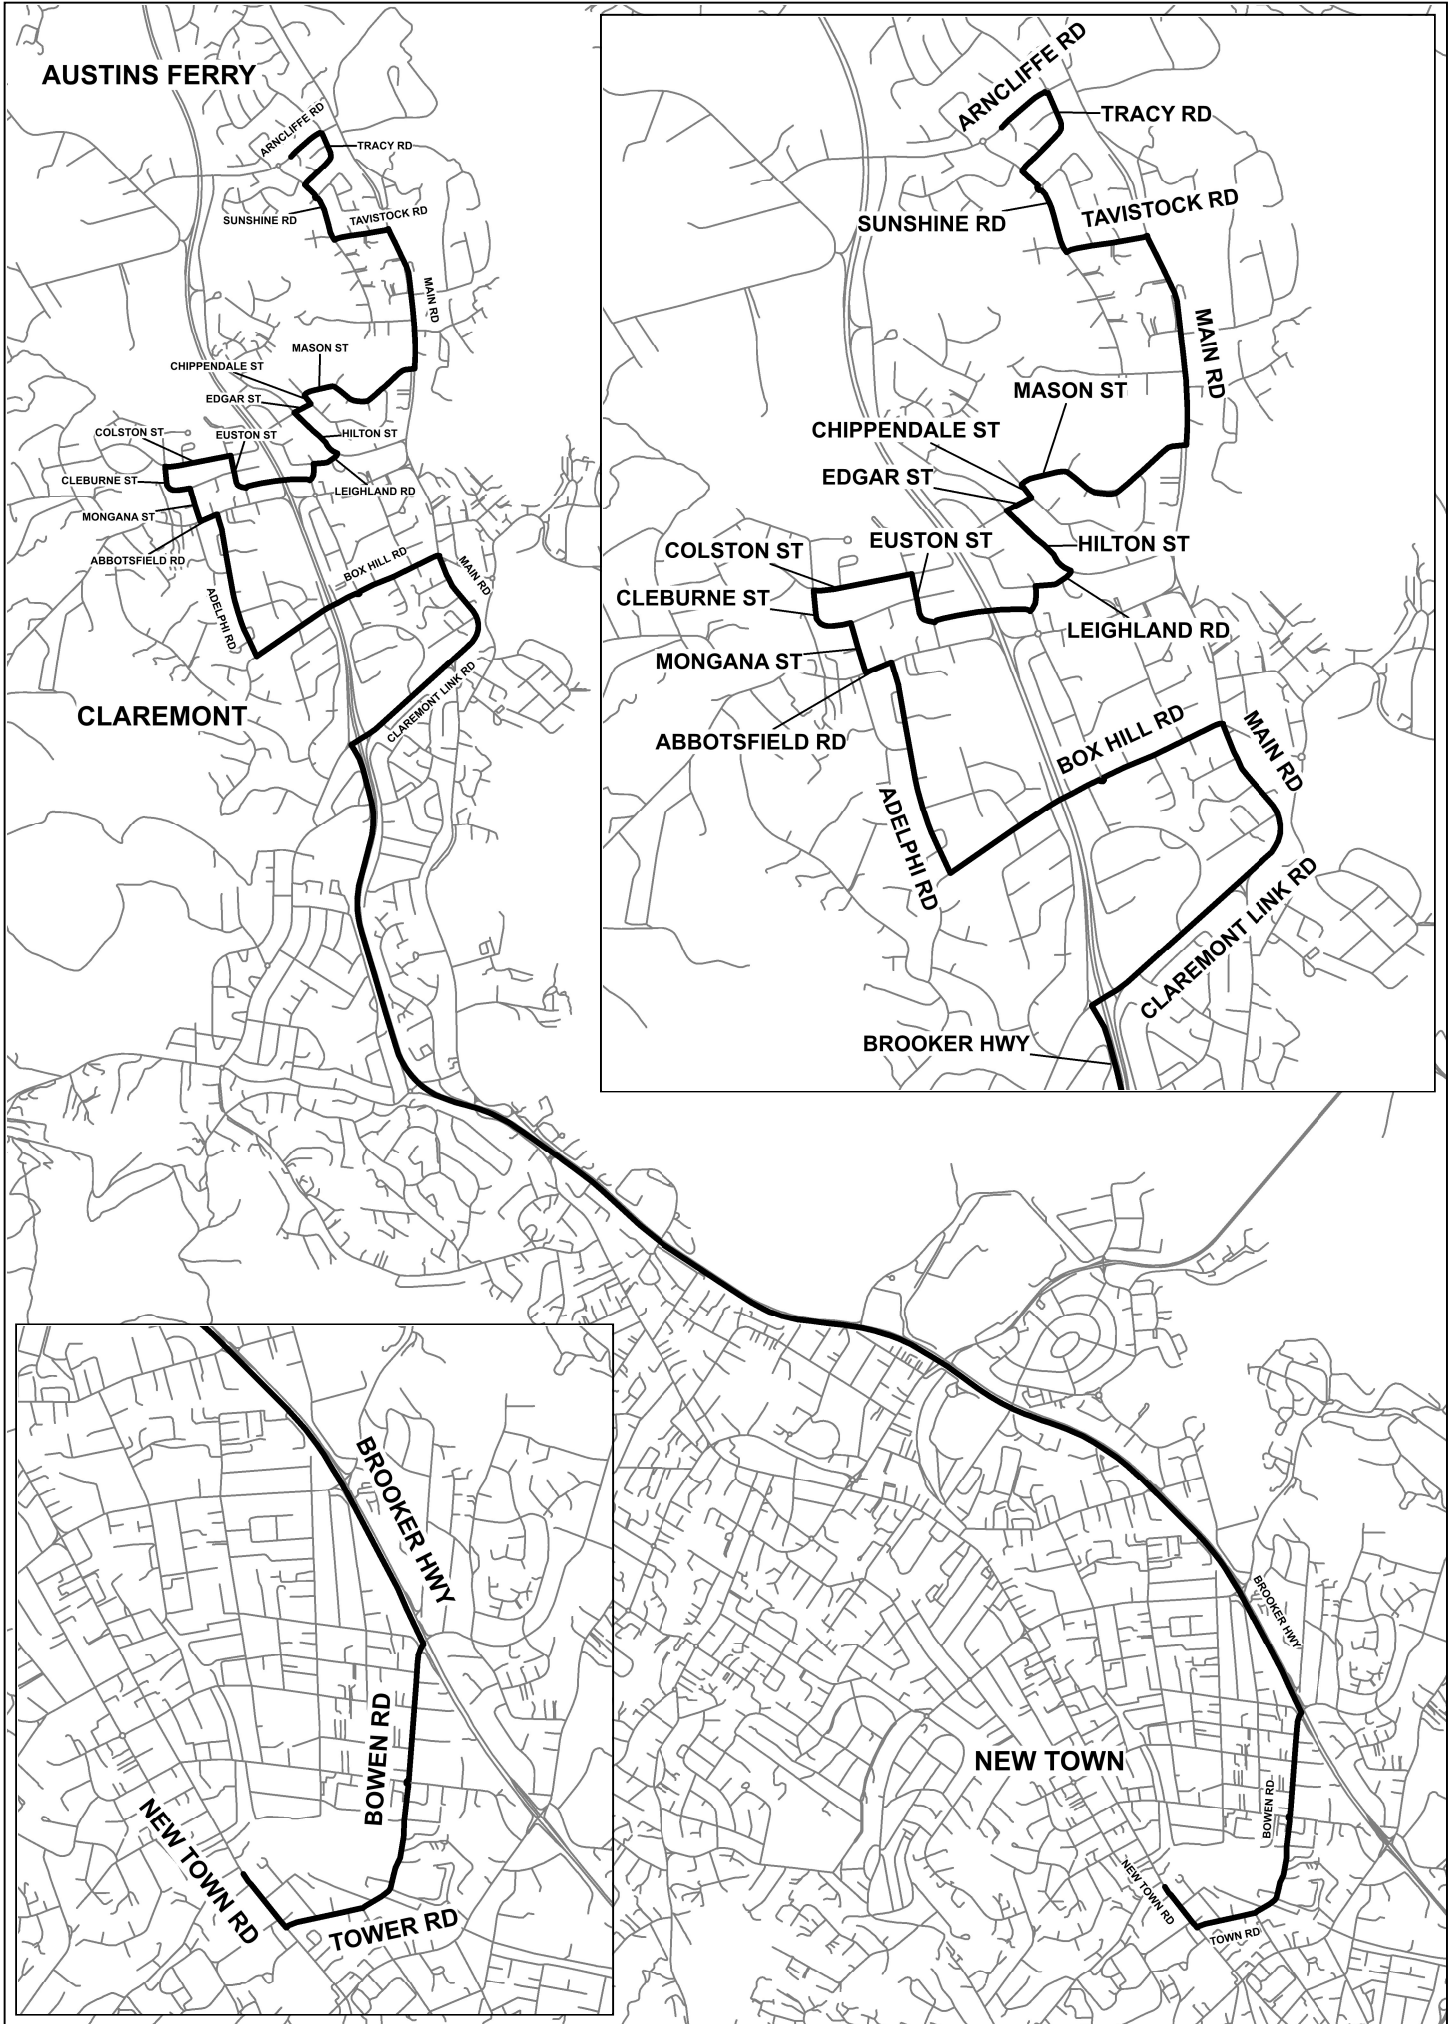 AUSTINS FERRY
ARNCLIFFE RD
TRACY RD
SUNSHINE RD
TAVISTOCK RD
MAIN RD
MASON ST
CHIPPENDALE ST
EDGAR ST
COLSTON ST
EUSTON ST
HILTON ST
CLEBURNE ST
LEIGHLAND RD
MONGANA ST
ABBOTSFIELD RD
BOX HILL RD
MAIN RD
ADELPHI RD
CLAREMONT LINK RD
CLAREMONT
ARNCLIFFE RD
TRACY RD
SUNSHINE RD
TAVISTOCK RD
MAIN RD
MASON ST
CHIPPENDALE ST
EDGAR ST
EUSTON ST
HILTON ST
COLSTON ST
CLEBURNE ST
LEIGHLAND RD
MONGANA ST
ABBOTSFIELD RD
BOX HILL RD
MAIN RD
ADELPHI RD
CLAREMONT LINK RD
BROOKER HWY
BROOKER HWY
BOWEN RD
NEW TOWN RD
TOWER RD
BROOKER HWY
NEW TOWN
BOWEN RD
NEW TOWN RD
TOWN RD